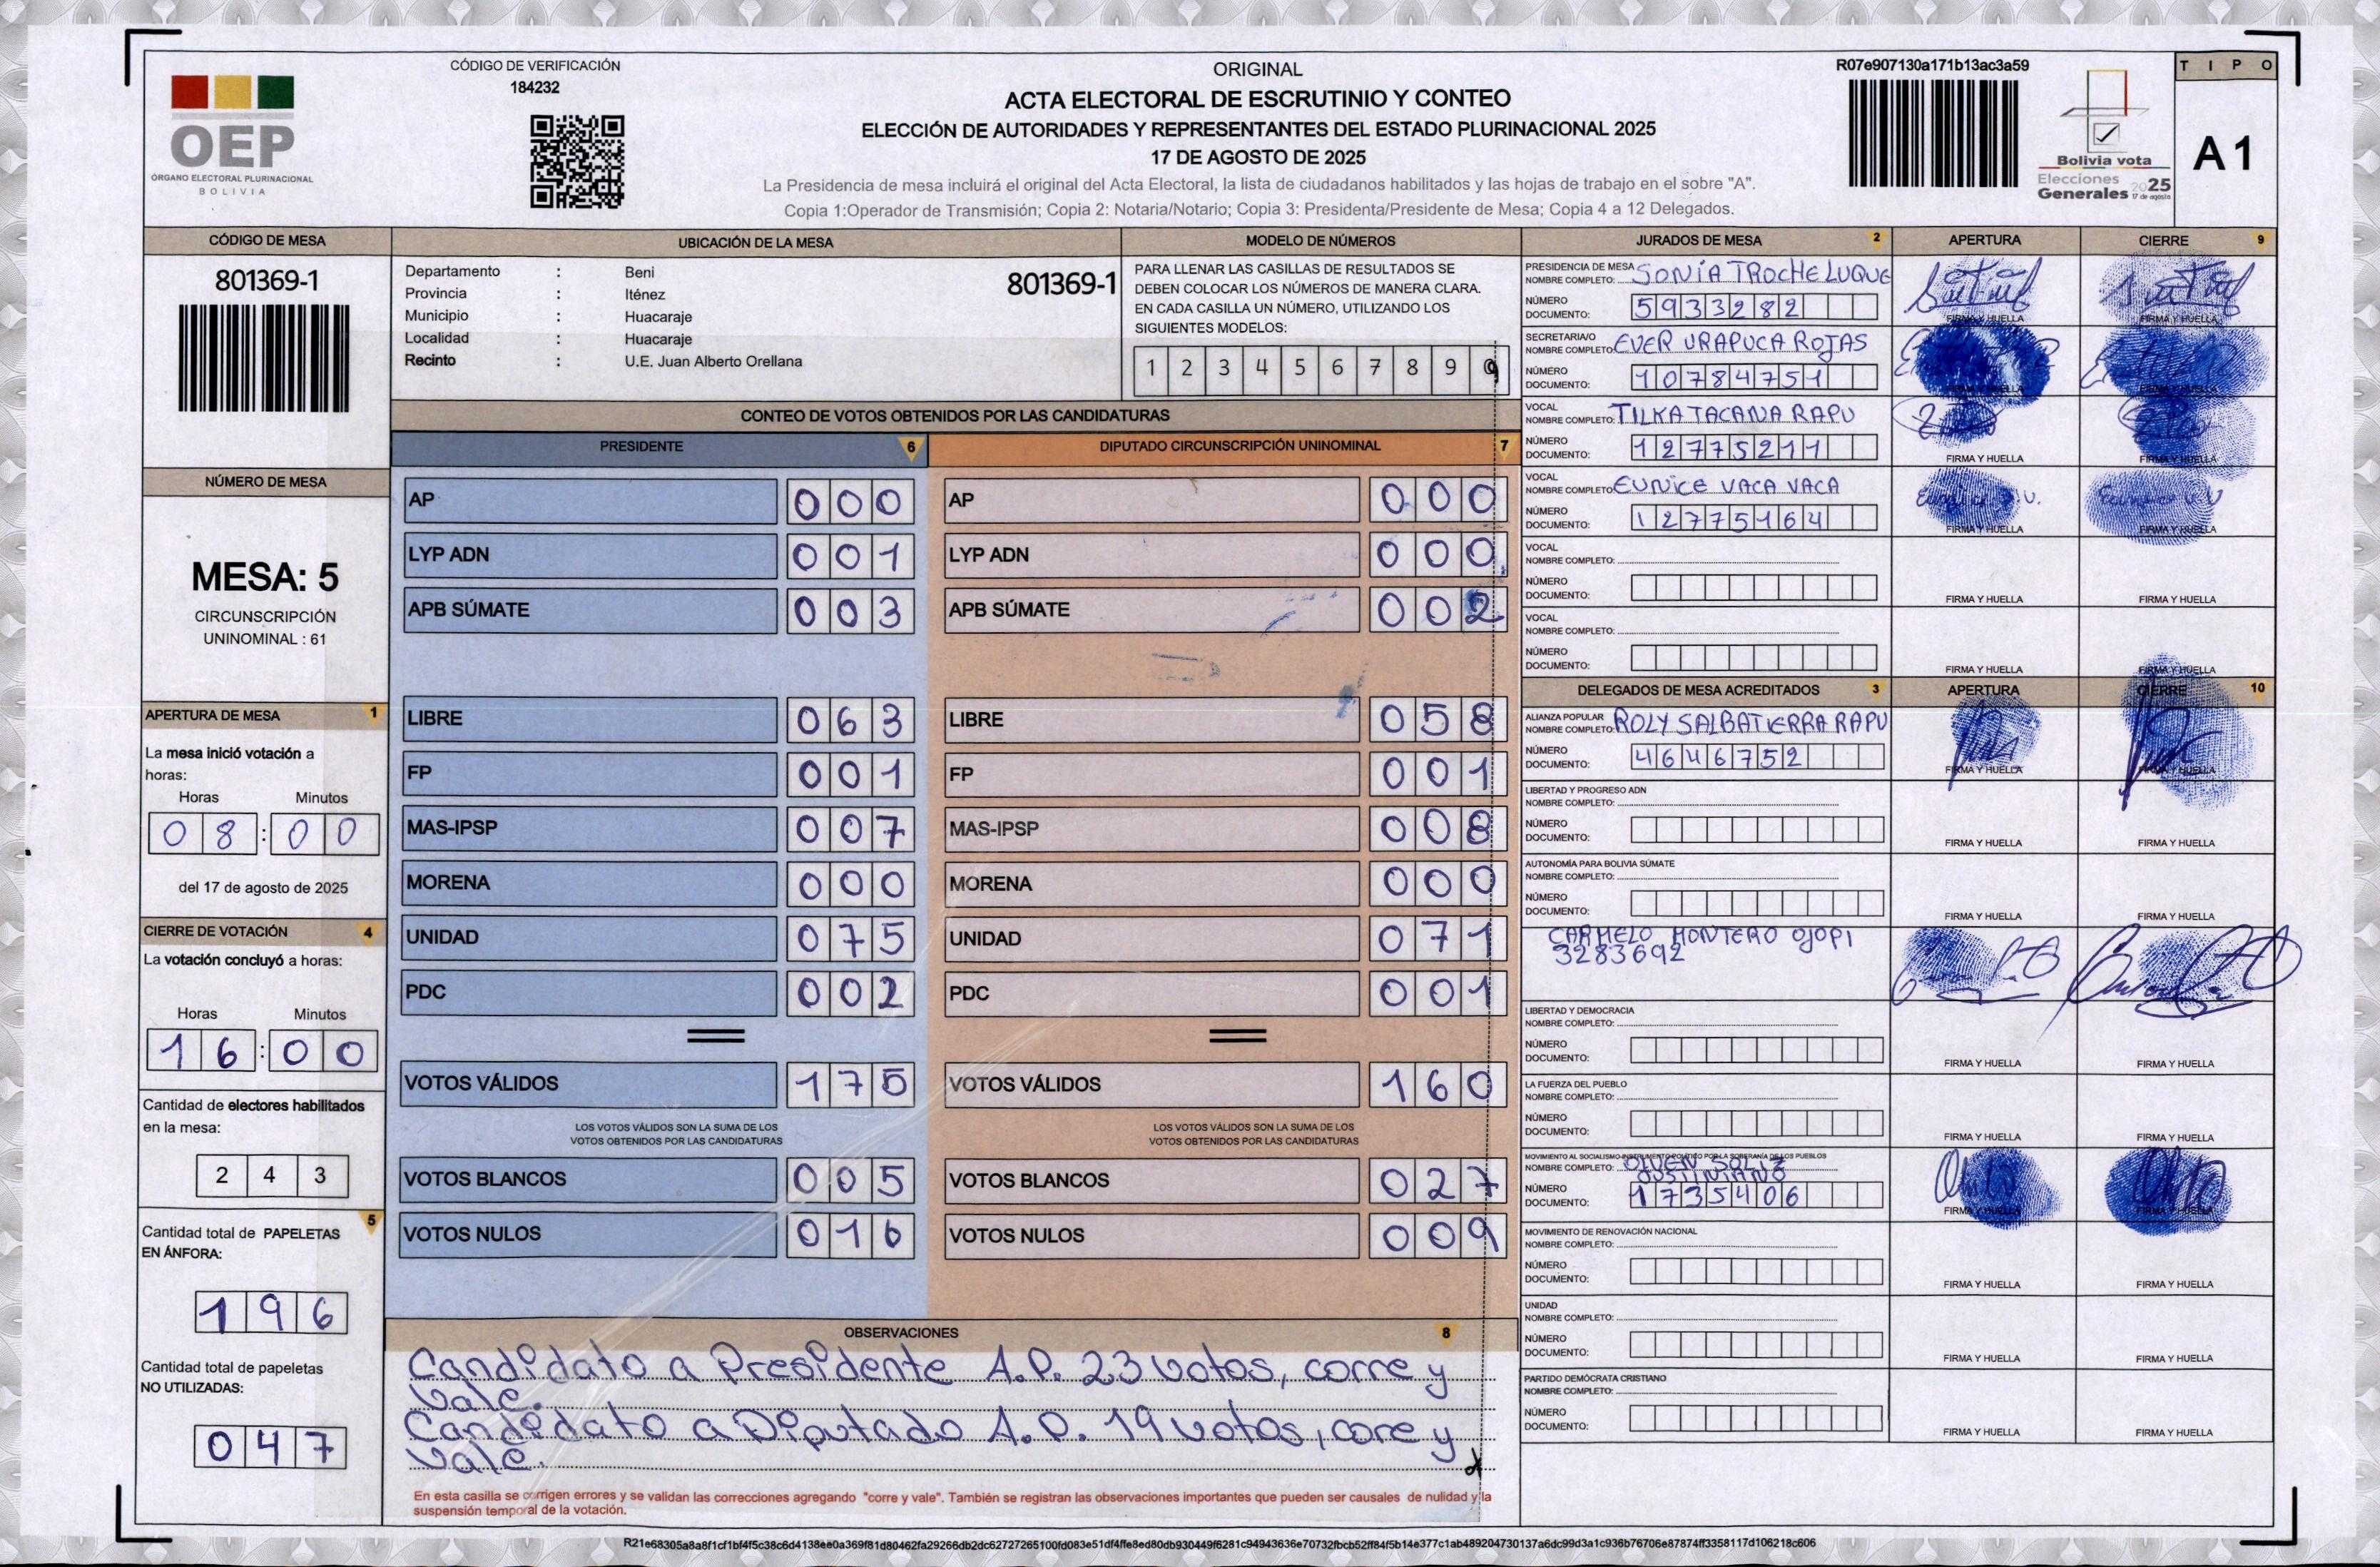 CÓDIGO DE VERIFICACIÓN
184232
OEP
ÓRGANO ELECTORAL PLURINACIONAL
BOLIVIA
ORIGINAL
ACTA ELECTORAL DE ESCRUTINIO Y CONTEO
ELECCIÓN DE AUTORIDADES Y REPRESENTANTES DEL ESTADO PLURINACIONAL 2025
17 DE AGOSTO DE 2025
La Presidencia de mesa incluirá el original del Acta Electoral, la lista de ciudadanos habilitados y las hojas de trabajo en el sobre "A".
Copia 1:Operador de Transmisión; Copia 2: Notaria/Notario; Copia 3: Presidenta/Presidente de Mesa; Copia 4 a 12 Delegados.
R07e907130a171b13ac3a59
Bolivia vota
Elecciones
Generales 2025
17 de agosto
TIPO
A1
CÓDIGO DE MESA
801369-1
NÚMERO DE MESA
MESA: 5
CIRCUNSCRIPCIÓN
UNINOMINAL : 61
APERTURA DE MESA 1
La mesa inició votación a
horas:
Horas Minutos
08:00
del 17 de agosto de 2025
CIERRE DE VOTACIÓN 4
La votación concluyó a horas:
Horas Minutos
16:00
Cantidad de electores habilitados
en la mesa:
243
Cantidad total de PAPELETAS 5
EN ÁNFORA:
196
Cantidad total de papeletas
NO UTILIZADAS:
047
UBICACIÓN DE LA MESA
Departamento : Beni 801369-1
Provincia : Iténez
Municipio : Huacaraje
Localidad : Huacaraje
Recinto : U.E. Juan Alberto Orellana
MODELO DE NÚMEROS
PARA LLENAR LAS CASILLAS DE RESULTADOS SE
DEBEN COLOCAR LOS NÚMEROS DE MANERA CLARA.
EN CADA CASILLA UN NÚMERO, UTILIZANDO LOS
SIGUIENTES MODELOS:
1 2 3 4 5 6 7 8 9 0
CONTEO DE VOTOS OBTENIDOS POR LAS CANDIDATURAS
PRESIDENTE 6 DIPUTADO CIRCUNSCRIPCIÓN UNINOMINAL 7
AP 000 AP 000
LYP ADN 001 LYP ADN 000
APB SÚMATE 003 APB SÚMATE 002
LIBRE 063 LIBRE 058
FP 001 FP 001
MAS-IPSP 007 MAS-IPSP 008
MORENA 000 MORENA 000
UNIDAD 075 UNIDAD 071
PDC 002 PDC 001
VOTOS VÁLIDOS 175 VOTOS VÁLIDOS 160
LOS VOTOS VÁLIDOS SON LA SUMA DE LOS LOS VOTOS VÁLIDOS SON LA SUMA DE LOS
VOTOS OBTENIDOS POR LAS CANDIDATURAS VOTOS OBTENIDOS POR LAS CANDIDATURAS
VOTOS BLANCOS 005 VOTOS BLANCOS 027
VOTOS NULOS 016 VOTOS NULOS 009
OBSERVACIONES 8
Candidato a Presidente A.P. 23 votos, corre y
vale.
Candidato a Diputado A.P. 19 votos, core y
vale.
En esta casilla se corrigen errores y se validan las correcciones agregando "corre y vale". También se registran las observaciones importantes que pueden ser causales de nulidad y la
suspensión temporal de la votación.
JURADOS DE MESA 2 APERTURA CIERRE 9
PRESIDENCIA DE MESA
NOMBRE COMPLETO: SONIA TROCHE LUQUE
NÚMERO
DOCUMENTO: 5933282
FIRMA Y HUELLA FIRMA Y HUELLA
SECRETARIA/O
NOMBRE COMPLETO: EVER URAPUCA ROJAS
NÚMERO
DOCUMENTO: 10784751
FIRMA Y HUELLA FIRMA Y HUELLA
VOCAL
NOMBRE COMPLETO: TILKA TACANA RAPU
NÚMERO
DOCUMENTO: 12775211
FIRMA Y HUELLA FIRMA Y HUELLA
VOCAL
NOMBRE COMPLETO: EUNICE VACA VACA
NÚMERO
DOCUMENTO: 12775164
FIRMA Y HUELLA FIRMA Y HUELLA
VOCAL
NOMBRE COMPLETO:
NÚMERO
DOCUMENTO:
FIRMA Y HUELLA FIRMA Y HUELLA
VOCAL
NOMBRE COMPLETO:
NÚMERO
DOCUMENTO:
FIRMA Y HUELLA FIRMA Y HUELLA
DELEGADOS DE MESA ACREDITADOS 3 APERTURA CIERRE 10
ALIANZA POPULAR
NOMBRE COMPLETO: ROLY SALBATIERRA RAPU
NÚMERO
DOCUMENTO: 4646752
FIRMA Y HUELLA FIRMA Y HUELLA
LIBERTAD Y PROGRESO ADN
NOMBRE COMPLETO:
NÚMERO
DOCUMENTO:
FIRMA Y HUELLA FIRMA Y HUELLA
AUTONOMÍA PARA BOLIVIA SÚMATE
NOMBRE COMPLETO:
NÚMERO
DOCUMENTO:
FIRMA Y HUELLA FIRMA Y HUELLA
CARMELO MONTERO OJOPI
3283692
LIBERTAD Y DEMOCRACIA
NOMBRE COMPLETO:
NÚMERO
DOCUMENTO:
FIRMA Y HUELLA FIRMA Y HUELLA
LA FUERZA DEL PUEBLO
NOMBRE COMPLETO:
NÚMERO
DOCUMENTO:
FIRMA Y HUELLA FIRMA Y HUELLA
MOVIMIENTO AL SOCIALISMO-INSTRUMENTO POLÍTICO POR LA SOBERANÍA DE LOS PUEBLOS
NOMBRE COMPLETO: SOLIZ
JUSTINIANO
NÚMERO
DOCUMENTO: 1735406
FIRMA Y HUELLA FIRMA Y HUELLA
MOVIMIENTO DE RENOVACIÓN NACIONAL
NOMBRE COMPLETO:
NÚMERO
DOCUMENTO:
FIRMA Y HUELLA FIRMA Y HUELLA
UNIDAD
NOMBRE COMPLETO:
NÚMERO
DOCUMENTO:
FIRMA Y HUELLA FIRMA Y HUELLA
PARTIDO DEMÓCRATA CRISTIANO
NOMBRE COMPLETO:
NÚMERO
DOCUMENTO:
FIRMA Y HUELLA FIRMA Y HUELLA